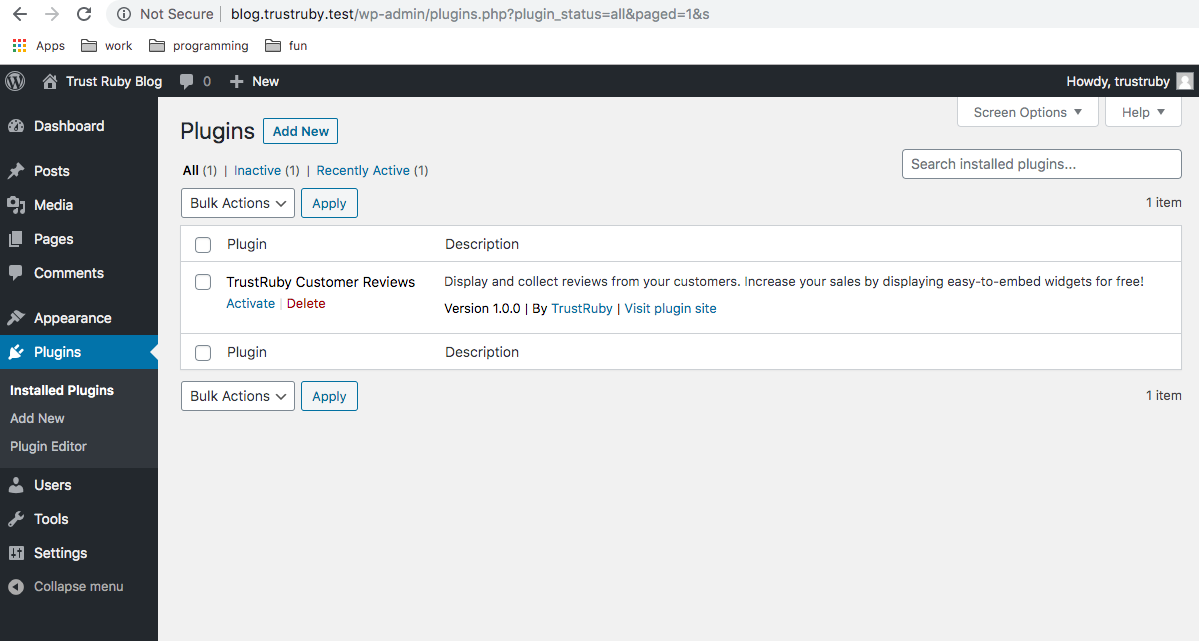 Not Secure | blog.trustruby.test/wp-admin/plugins.php?plugin_status=all&paged=1&s
Apps work programming fun
Trust Ruby Blog 0 New Howdy, trustruby
Screen Options Help
Dashboard
Posts
Media
Pages
Comments
Appearance
Plugins
Installed Plugins
Add New
Plugin Editor
Users
Tools
Settings
Collapse menu
Plugins Add New
All (1) | Inactive (1) | Recently Active (1)
Search installed plugins...
Bulk Actions Apply 1 item
Plugin Description
TrustRuby Customer Reviews Display and collect reviews from your customers. Increase your sales by displaying easy-to-embed widgets for free!
Activate | Delete Version 1.0.0 | By TrustRuby | Visit plugin site
Plugin Description
Bulk Actions Apply 1 item